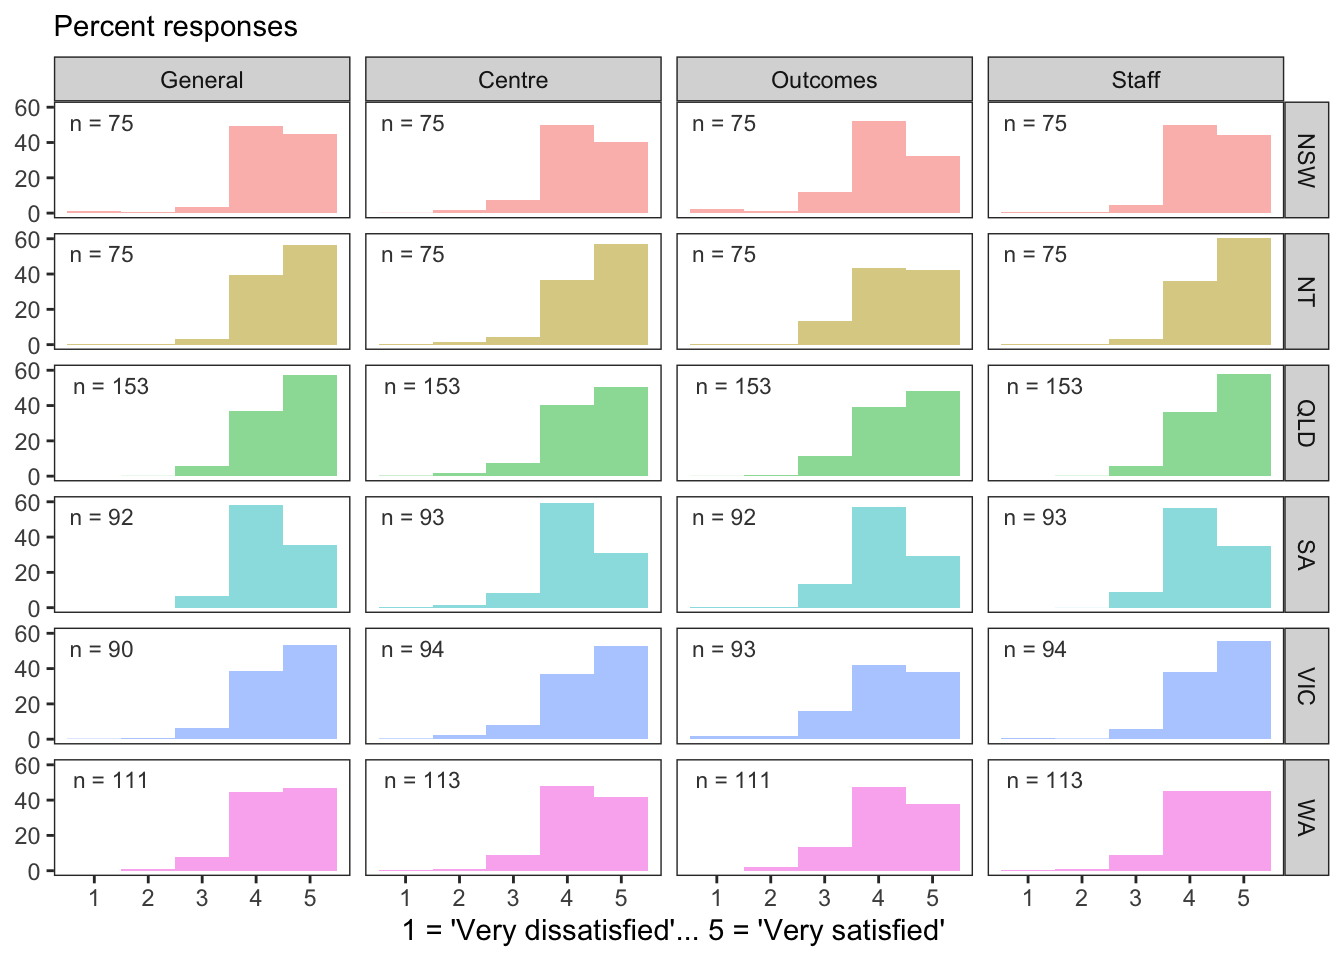 Percent responses
General Centre Outcomes Staff
60 n = 75 n = 75 n = 75 n = 75 NSW
40
20
0
60 n = 75 n = 75 n = 75 n = 75 NT
40
20
0
60 n = 153 n = 153 n = 153 n = 153 QLD
40
20
0
60 n = 92 n = 93 n = 92 n = 93 SA
40
20
0
60 n = 90 n = 94 n = 93 n = 94 VIC
40
20
0
60 n = 111 n = 113 n = 111 n = 113 WA
40
20
0
1 2 3 4 5 1 2 3 4 5 1 2 3 4 5 1 2 3 4 5
1 = 'Very dissatisfied'... 5 = 'Very satisfied'